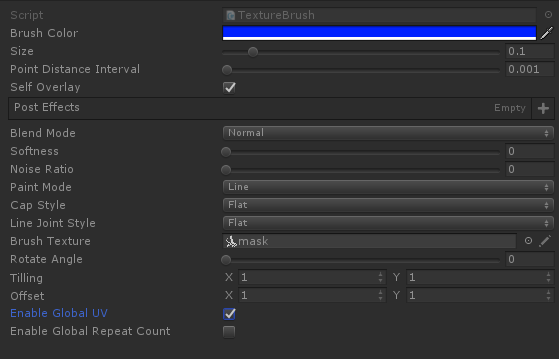 Script TextureBrush
Brush Color
Size 0.1
Point Distance Interval 0.001
Self Overlay
Post Effects Empty
Blend Mode Normal
Softness 0
Noise Ratio 0
Paint Mode Line
Cap Style Flat
Line Joint Style Flat
Brush Texture mask
Rotate Angle 0
Tilling X 1 Y 1
Offset X 1 Y 1
Enable Global UV
Enable Global Repeat Count